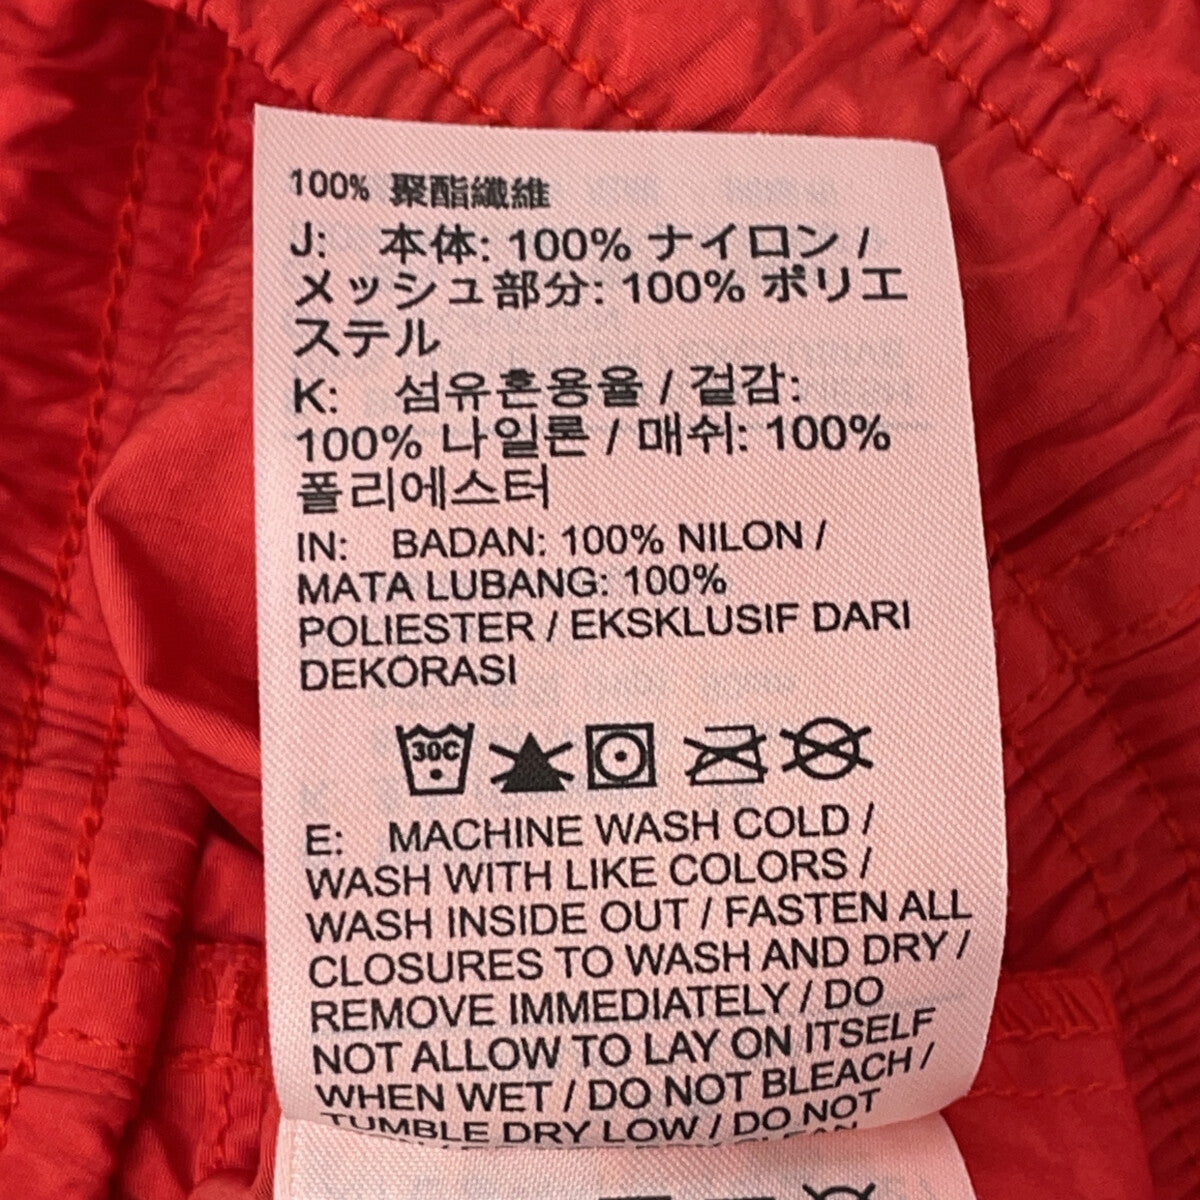 100% 聚酯纖維
J: 本体: 100% ナイロン /
メッシュ部分: 100% ポリエ
ステル
K: 섬유혼용율 / 겉감:
100% 나일론 / 매쉬: 100%
폴리에스터
IN: BADAN: 100% NILON /
MATA LUBANG: 100%
POLIESTER / EKSKLUSIF DARI
DEKORASI
30C
E: MACHINE WASH COLD /
WASH WITH LIKE COLORS /
WASH INSIDE OUT / FASTEN ALL
CLOSURES TO WASH AND DRY /
REMOVE IMMEDIATELY / DO
NOT ALLOW TO LAY ON ITSELF
WHEN WET / DO NOT BLEACH /
TUMBLE DRY LOW / DO NOT